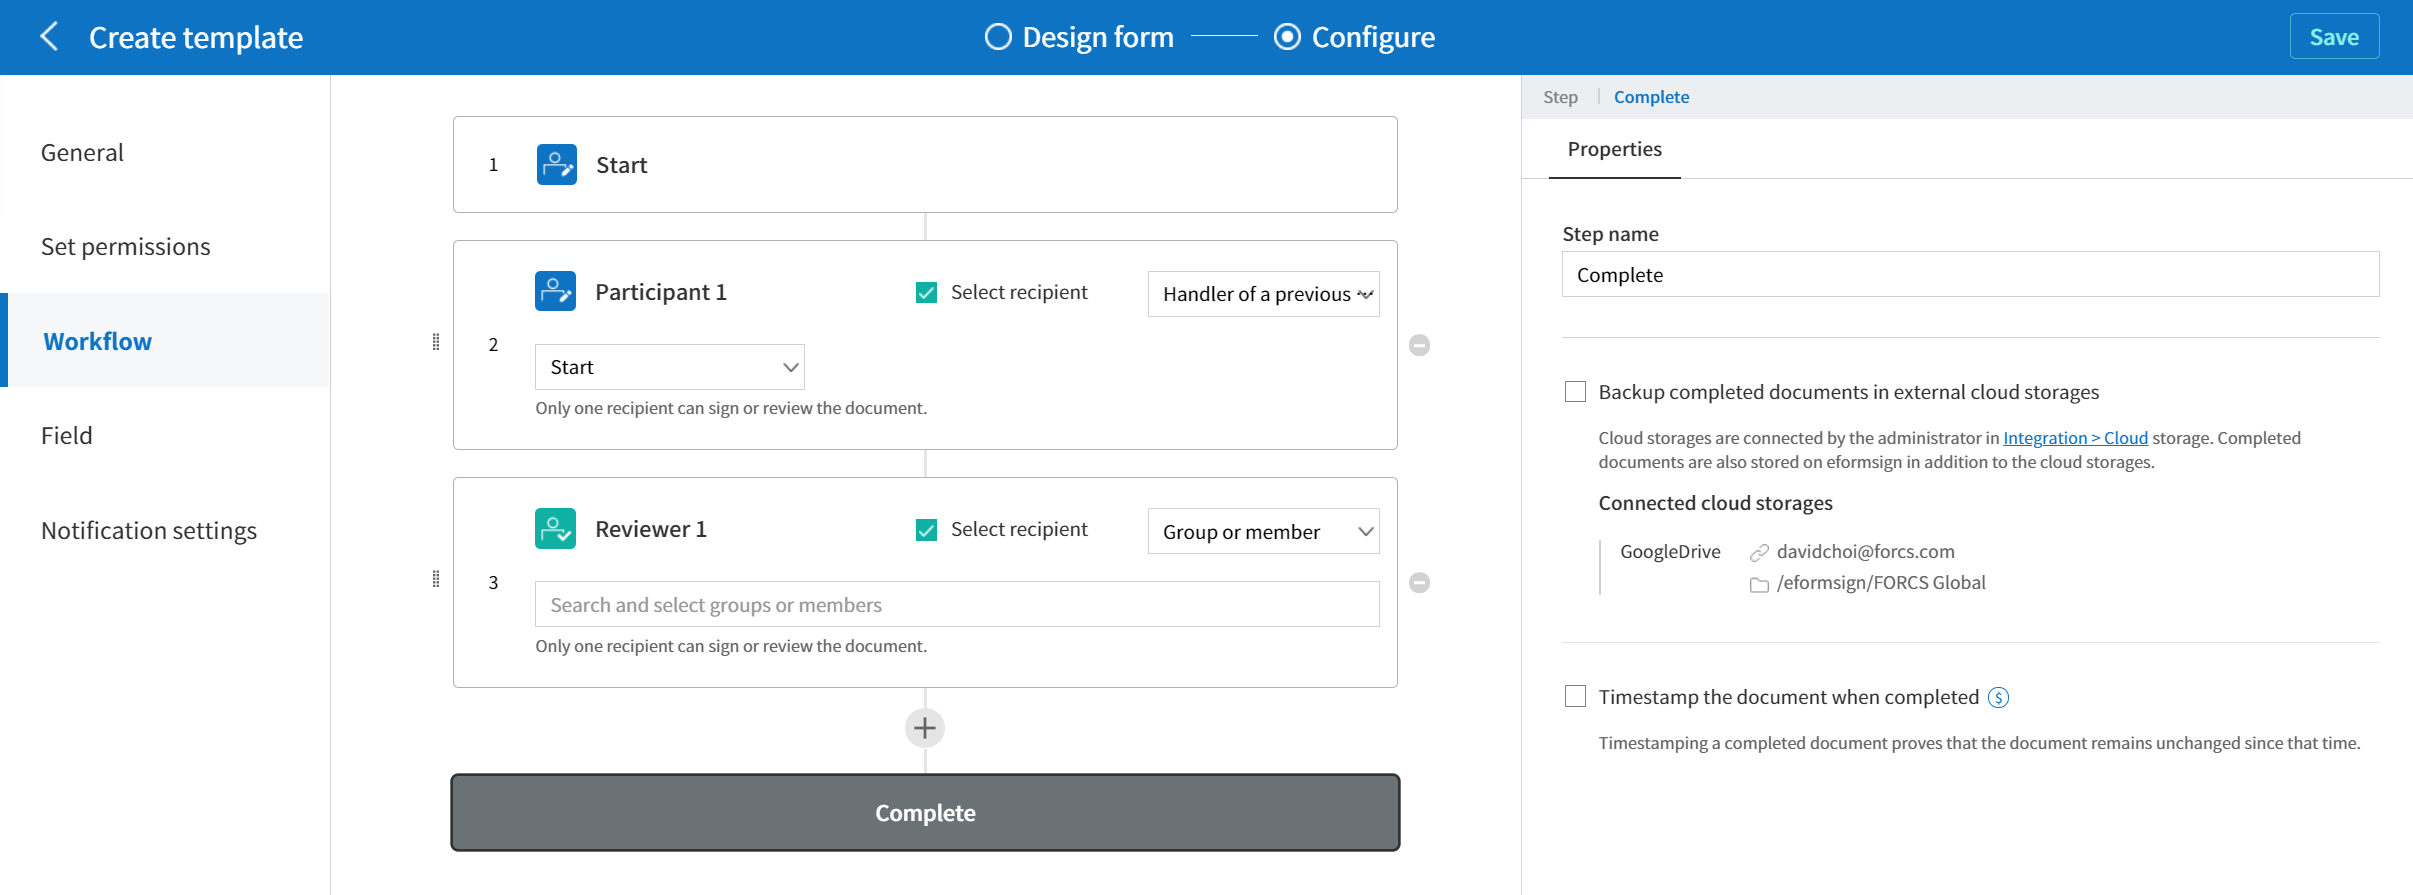 Create template
Design form
Configure
Save
General
Set permissions
Workflow
Field
Notification settings
1
Start
2
Participant 1
Select recipient
Handler of a previous ...
Start
Only one recipient can sign or review the document.
3
Reviewer 1
Select recipient
Group or member
Search and select groups or members
Only one recipient can sign or review the document.
Complete
Step | Complete
Properties
Step name
Complete
Backup completed documents in external cloud storages
Cloud storages are connected by the administrator in Integration > Cloud storage. Completed
documents are also stored on eformsign in addition to the cloud storages.
Connected cloud storages
GoogleDrive
davidchoi@forcs.com
/eformsign/FORCS Global
Timestamp the document when completed $
Timestamping a completed document proves that the document remains unchanged since that time.